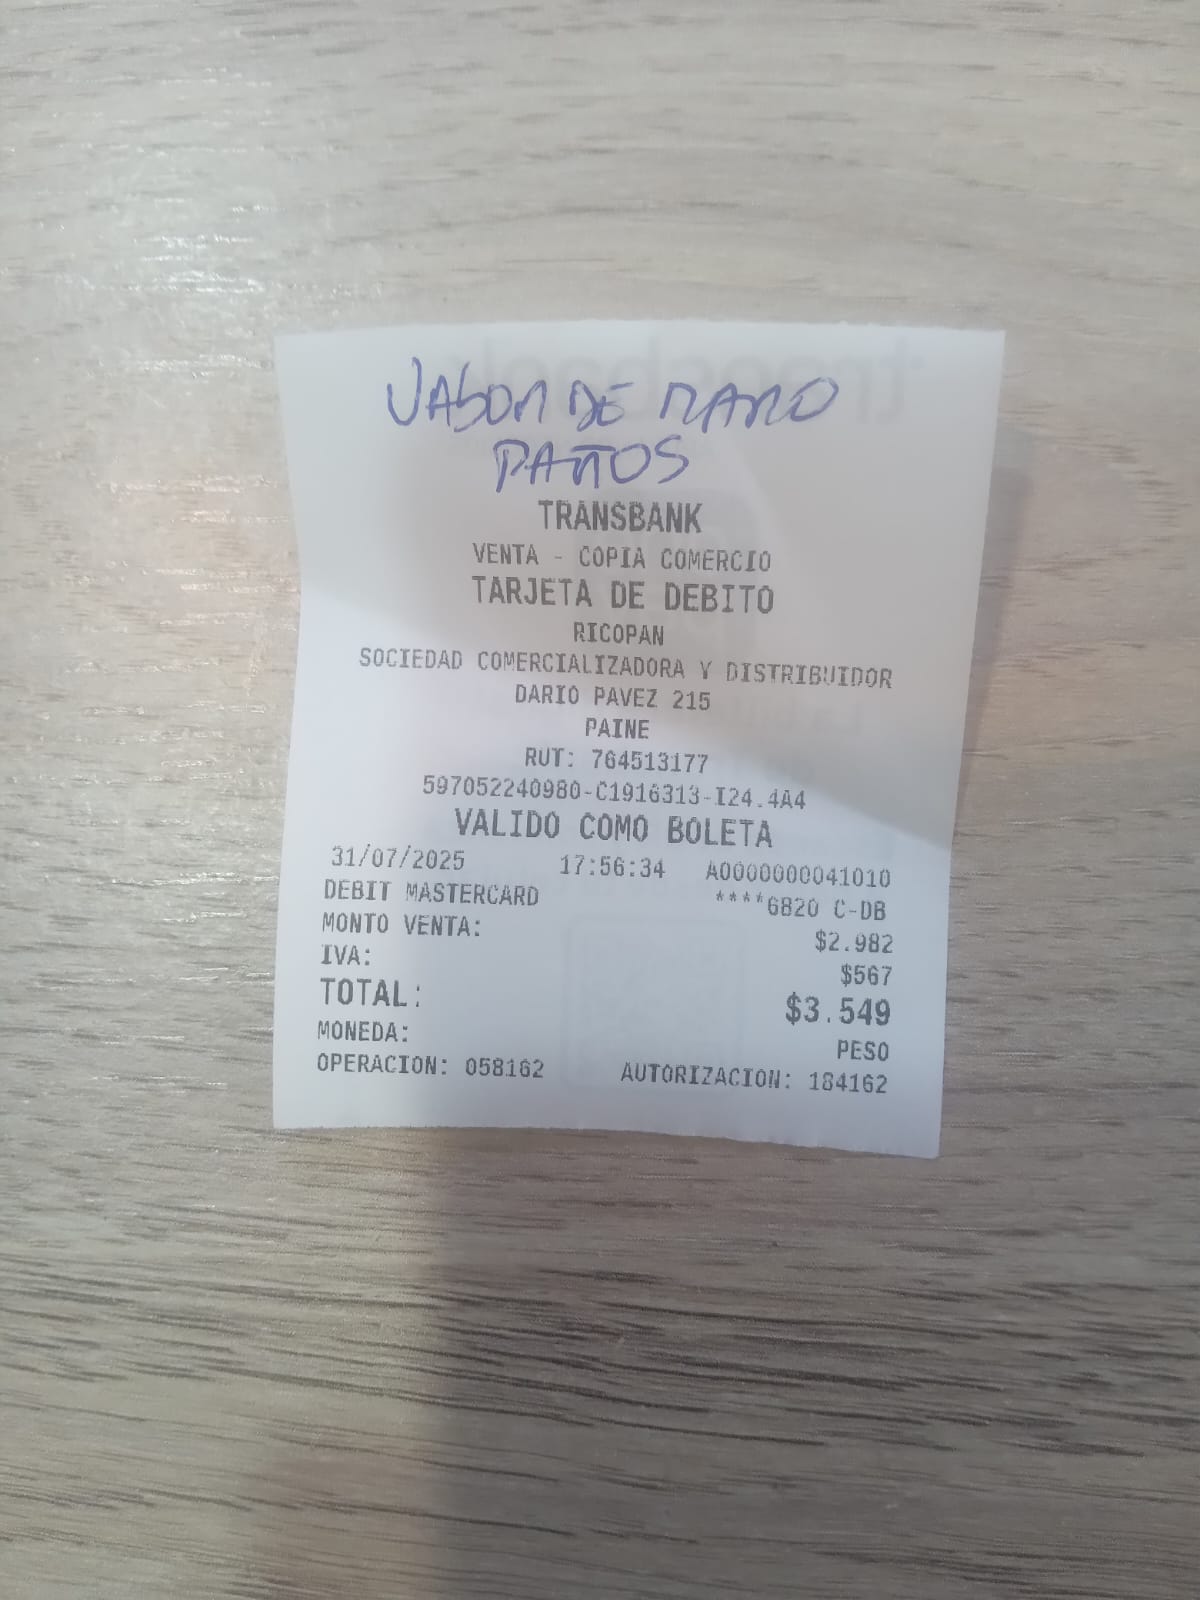 JABON DE MANO
PAÑOS
TRANSBANK
VENTA - COPIA COMERCIO
TARJETA DE DEBITO
RICOPAN
SOCIEDAD COMERCIALIZADORA Y DISTRIBUIDOR
DARIO PAVEZ 215
PAINE
RUT: 764513177
597052240980-C1916313-I24.4A4
VALIDO COMO BOLETA
31/07/2025 17:56:34 A0000000041010
DEBIT MASTERCARD ****6820 C-DB
MONTO VENTA: $2.982
IVA: $567
TOTAL: $3.549
MONEDA: PESO
OPERACION: 058162 AUTORIZACION: 184162